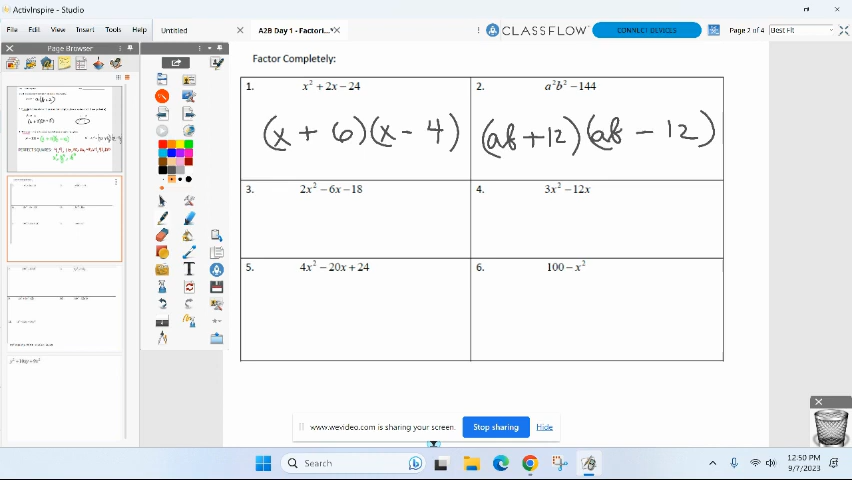 ActivInspire - Studio
File Edit View Insert Tools Help
Untitled
A2B Day 1 - Factori...*
CLASSFLOW
CONNECT DEVICES
Page 2 of 4
Best Fit
Page Browser
Factor Completely:
1. x² + 2x – 24
(x + 6)(x - 4)
2. a²b² – 144
(ab + 12)(ab - 12)
3. 2x² – 6x – 18
4. 3x² – 12x
5. 4x² – 20x + 24
6. 100 – x²
www.wevideo.com is sharing your screen.
Stop sharing
Hide
Search
12:50 PM
9/7/2023